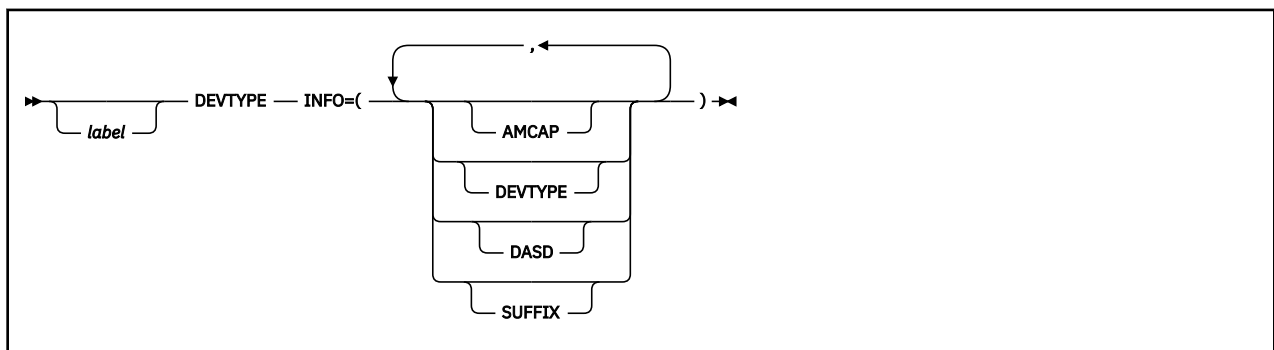 ,
DEVTYPE INFO=( )
label
AMCAP
DEVTYPE
DASD
SUFFIX